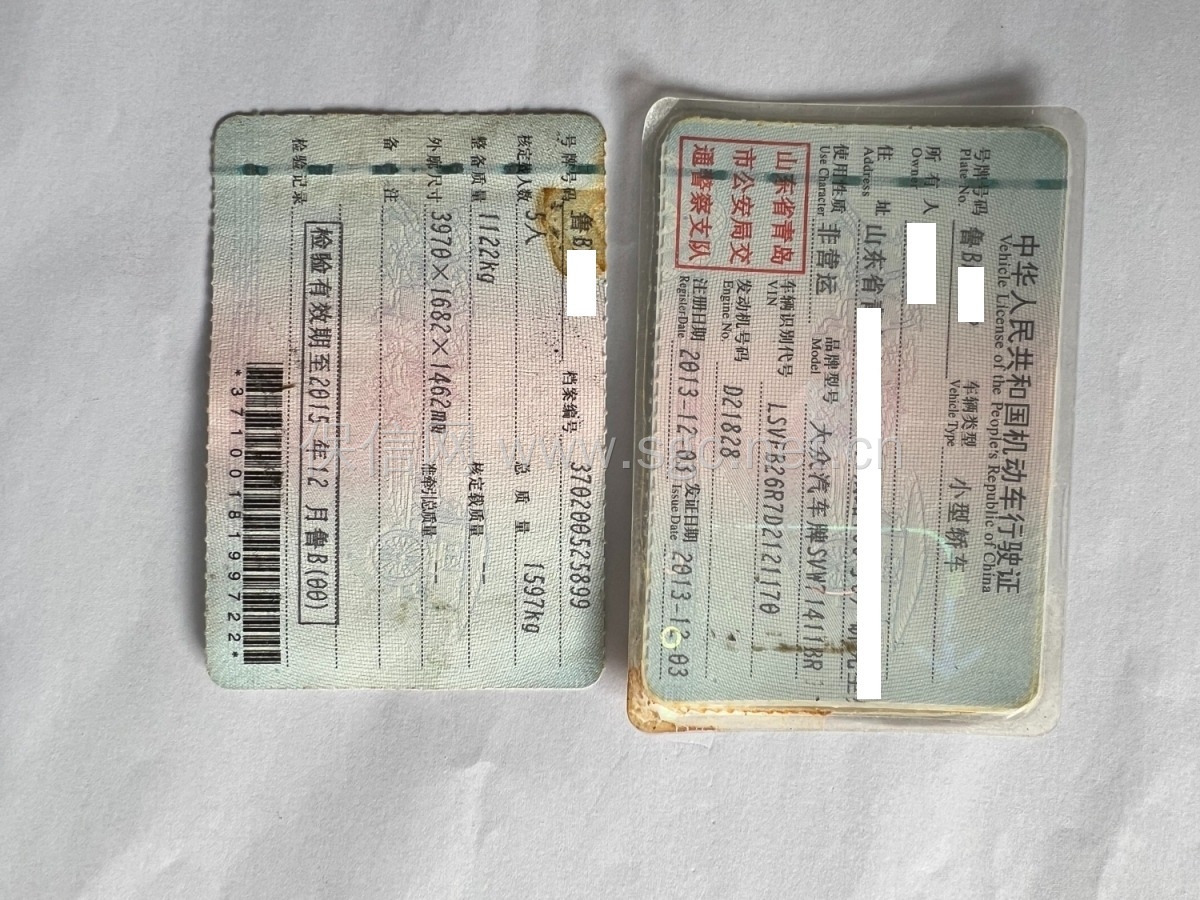 中华人民共和国机动车行驶证
Vehicle License of the People's Republic of China
号牌号码 鲁B 车辆类型 小型轿车
Plate No. Vehicle Type
所有人
Owner
住址 山东省
Address
使用性质 非营运 品牌型号 大众汽车牌SVW71411BR
Use Character Model
山东省青岛
市公安局交
通警察支队
车辆识别代号 LSVFB26R7D2121170
VIN
发动机号码 D21828
Engine No.
注册日期 2013-12-03 发证日期 2013-12-03
Register Date Issue Date
号牌号码 鲁B 档案编号 370200525899
核定载人数 5人 总质量 1597kg
整备质量 1122kg 核定载质量 --
外廓尺寸 3970×1682×1462mm 准牵引总质量 --
备注
检验记录 检验有效期至2015年12月鲁B(00)
*3710018199722*